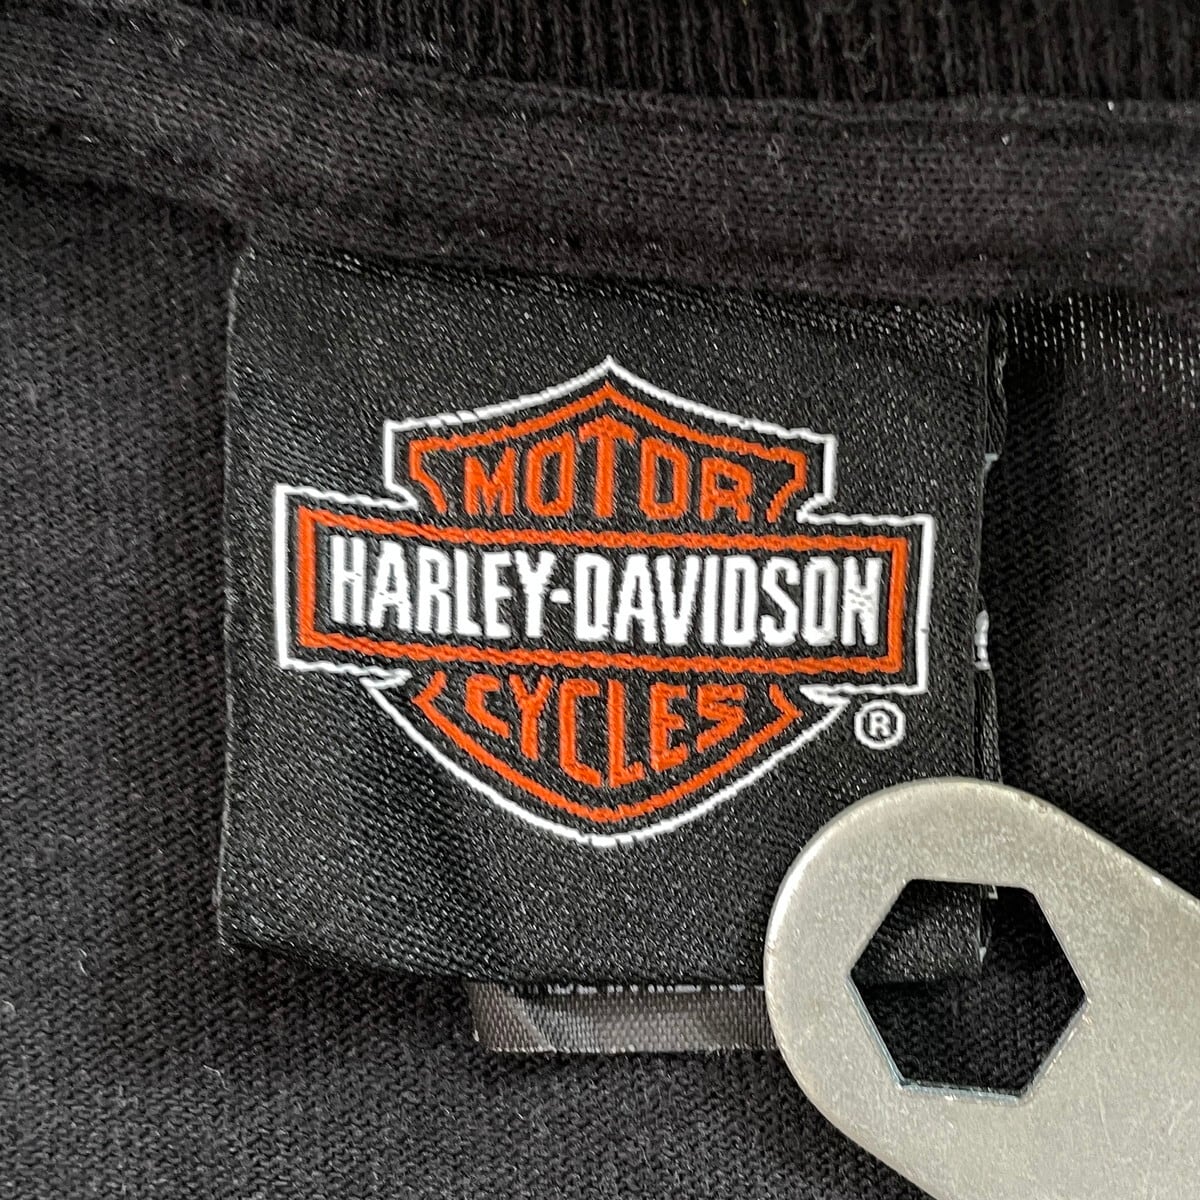 MOTOR
HARLEY-DAVIDSON
CYCLES
®